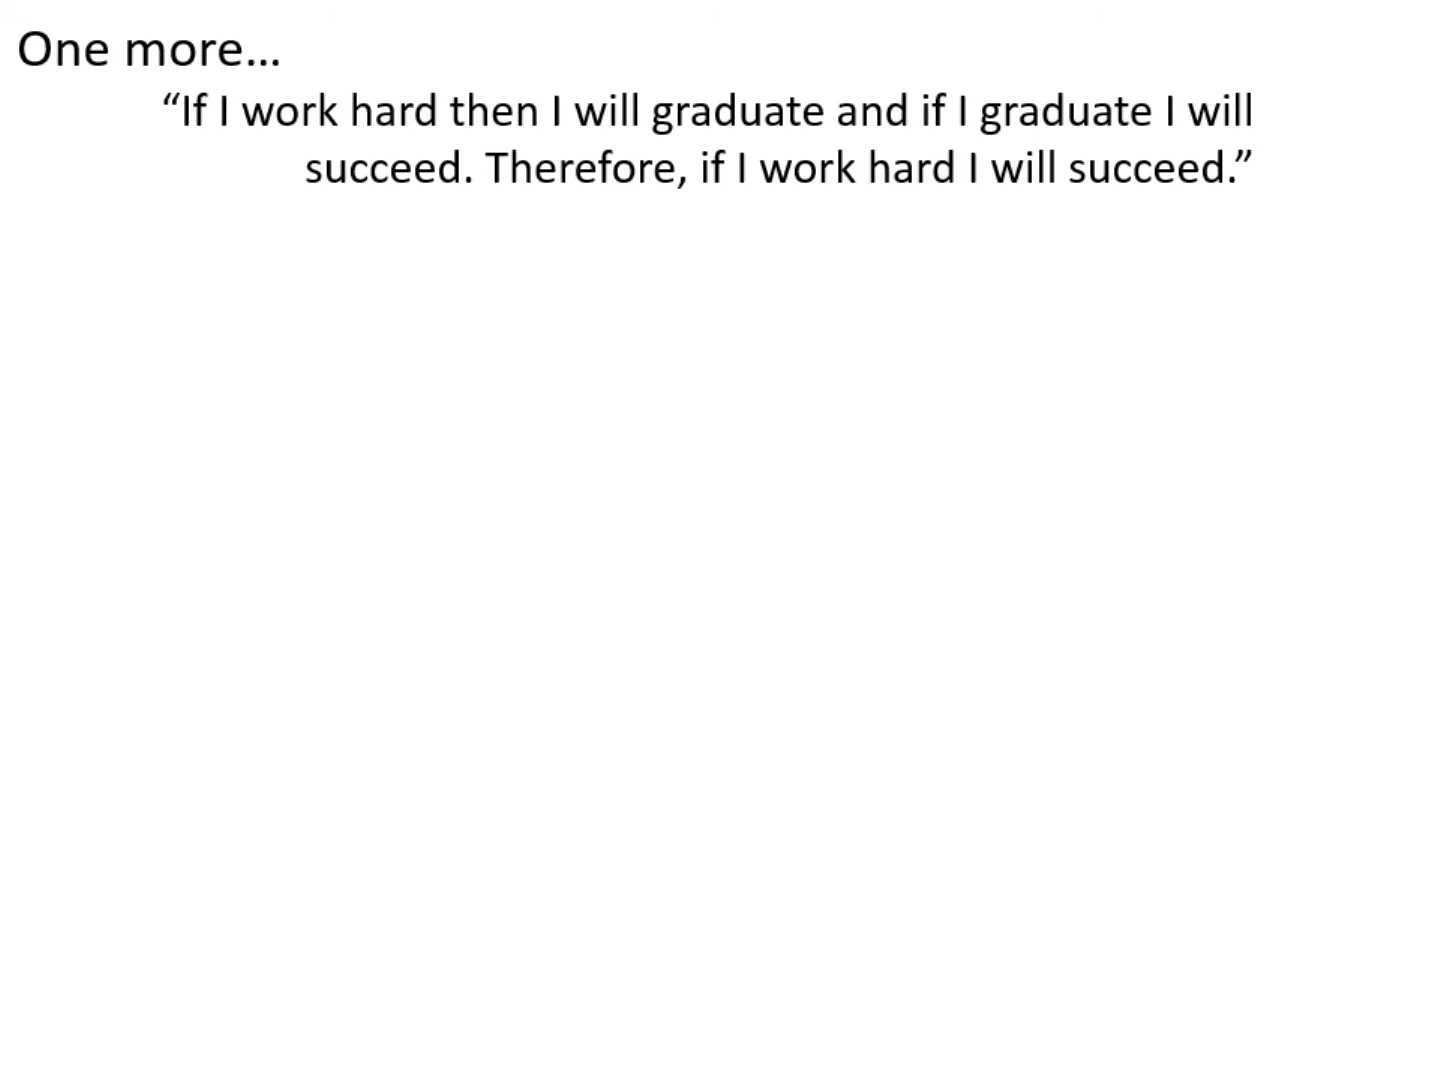 One more…
“If I work hard then I will graduate and if I graduate I will
succeed. Therefore, if I work hard I will succeed.”